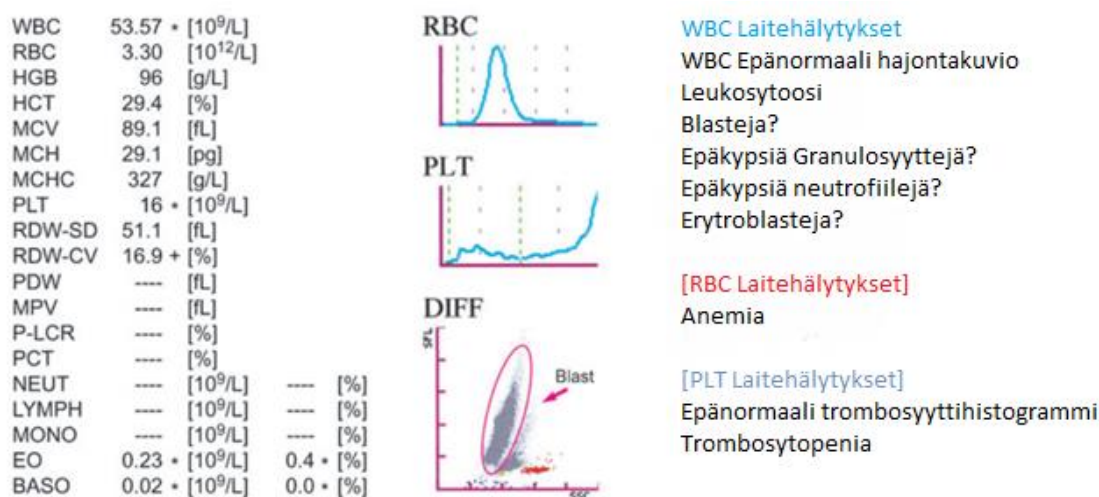 WBC 53.57 * [10⁹/L]
RBC 3.30 [10¹²/L]
HGB 96 [g/L]
HCT 29.4 [%]
MCV 89.1 [fL]
MCH 29.1 [pg]
MCHC 327 [g/L]
PLT 16 * [10⁹/L]
RDW-SD 51.1 [fL]
RDW-CV 16.9 + [%]
PDW ---- [fL]
MPV ---- [fL]
P-LCR ---- [%]
PCT ---- [%]
NEUT ---- [10⁹/L] ---- [%]
LYMPH ---- [10⁹/L] ---- [%]
MONO ---- [10⁹/L] ---- [%]
EO 0.23 * [10⁹/L] 0.4 * [%]
BASO 0.02 * [10⁹/L] 0.0 * [%]
RBC
PLT
DIFF
SFL
Blast
SSC
WBC Laitehälytykset
WBC Epänormaali hajontakuvio
Leukosytoosi
Blasteja?
Epäkypsiä Granulosyyttejä?
Epäkypsiä neutrofiilejä?
Erytroblasteja?
[RBC Laitehälytykset]
Anemia
[PLT Laitehälytykset]
Epänormaali trombosyyttihistogrammi
Trombosytopenia